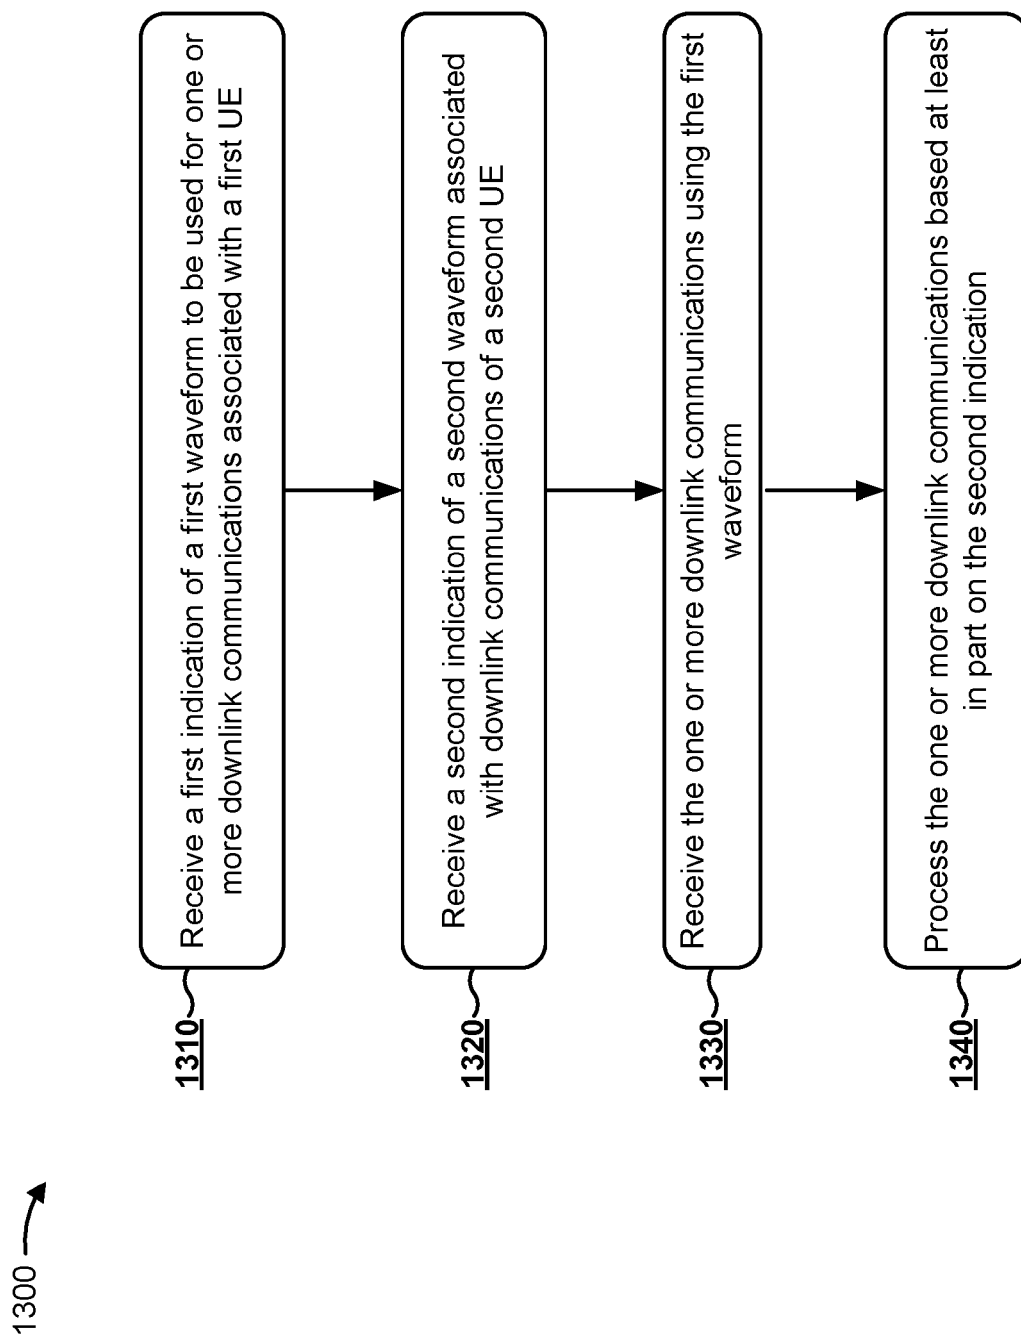 1300
1310
Receive a first indication of a first waveform to be used for one or
more downlink communications associated with a first UE
1320
Receive a second indication of a second waveform associated
with downlink communications of a second UE
1330
Receive the one or more downlink communications using the first
waveform
1340
Process the one or more downlink communications based at least
in part on the second indication